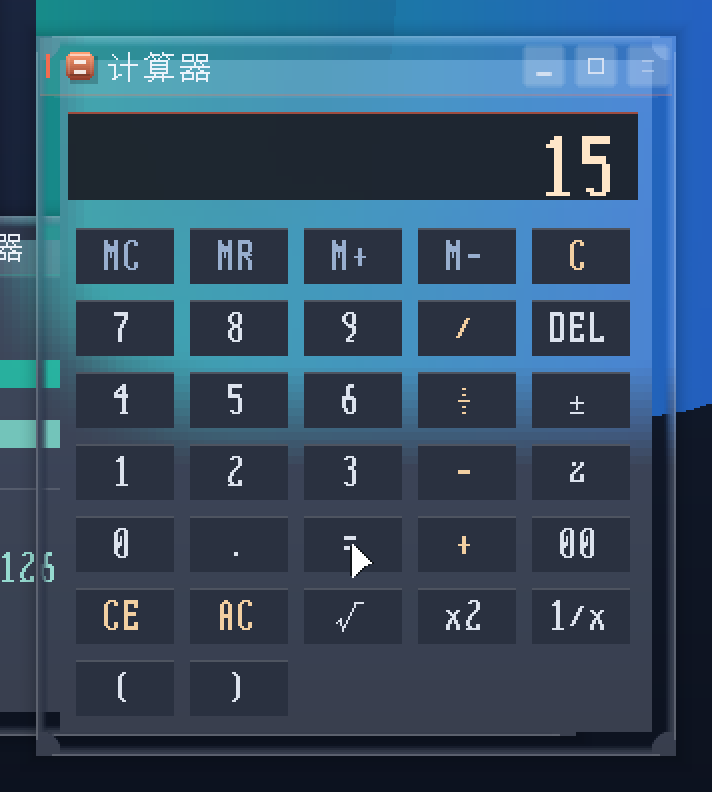 计算器
15
器
MC MR M+ M- C
7 8 9 / DEL
4 5 6 ÷ ±
1 2 3 - 
0 . = + 00
126
CE AC √ x2 1/x
( )